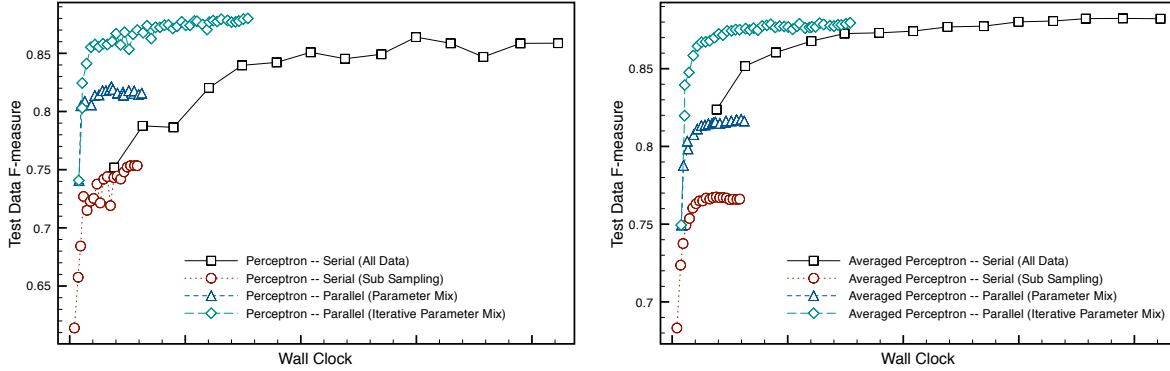 0.85
0.8
0.75
0.7
0.65
Test Data F-measure
Perceptron -- Serial (All Data)
Perceptron -- Serial (Sub Sampling)
Perceptron -- Parallel (Parameter Mix)
Perceptron -- Parallel (Iterative Parameter Mix)
Wall Clock
0.85
0.8
0.75
0.7
Test Data F-measure
Averaged Perceptron -- Serial (All Data)
Averaged Perceptron -- Serial (Sub Sampling)
Averaged Perceptron -- Parallel (Parameter Mix)
Averaged Perceptron -- Parallel (Iterative Parameter Mix)
Wall Clock